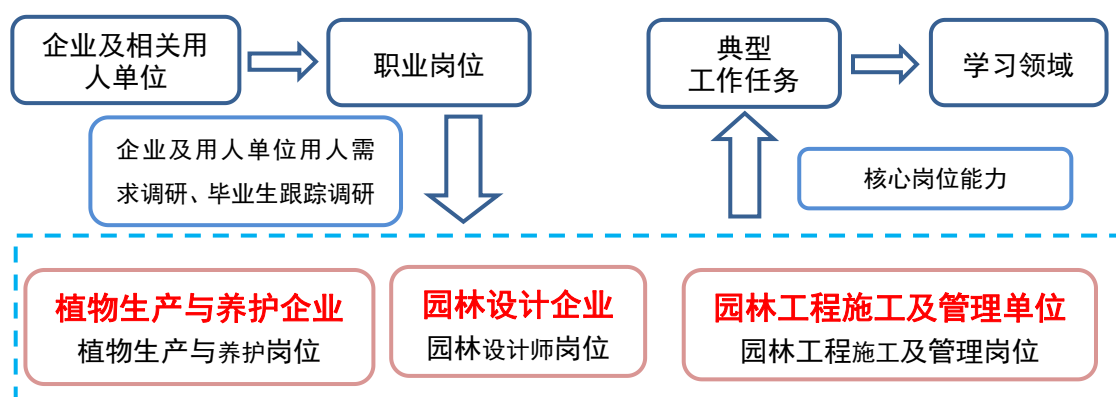 企业及相关用
人单位
职业岗位
典型
工作任务
学习领域
企业及用人单位用人需
求调研、毕业生跟踪调研
核心岗位能力
植物生产与养护企业
植物生产与养护岗位
园林设计企业
园林设计师岗位
园林工程施工及管理单位
园林工程施工及管理岗位